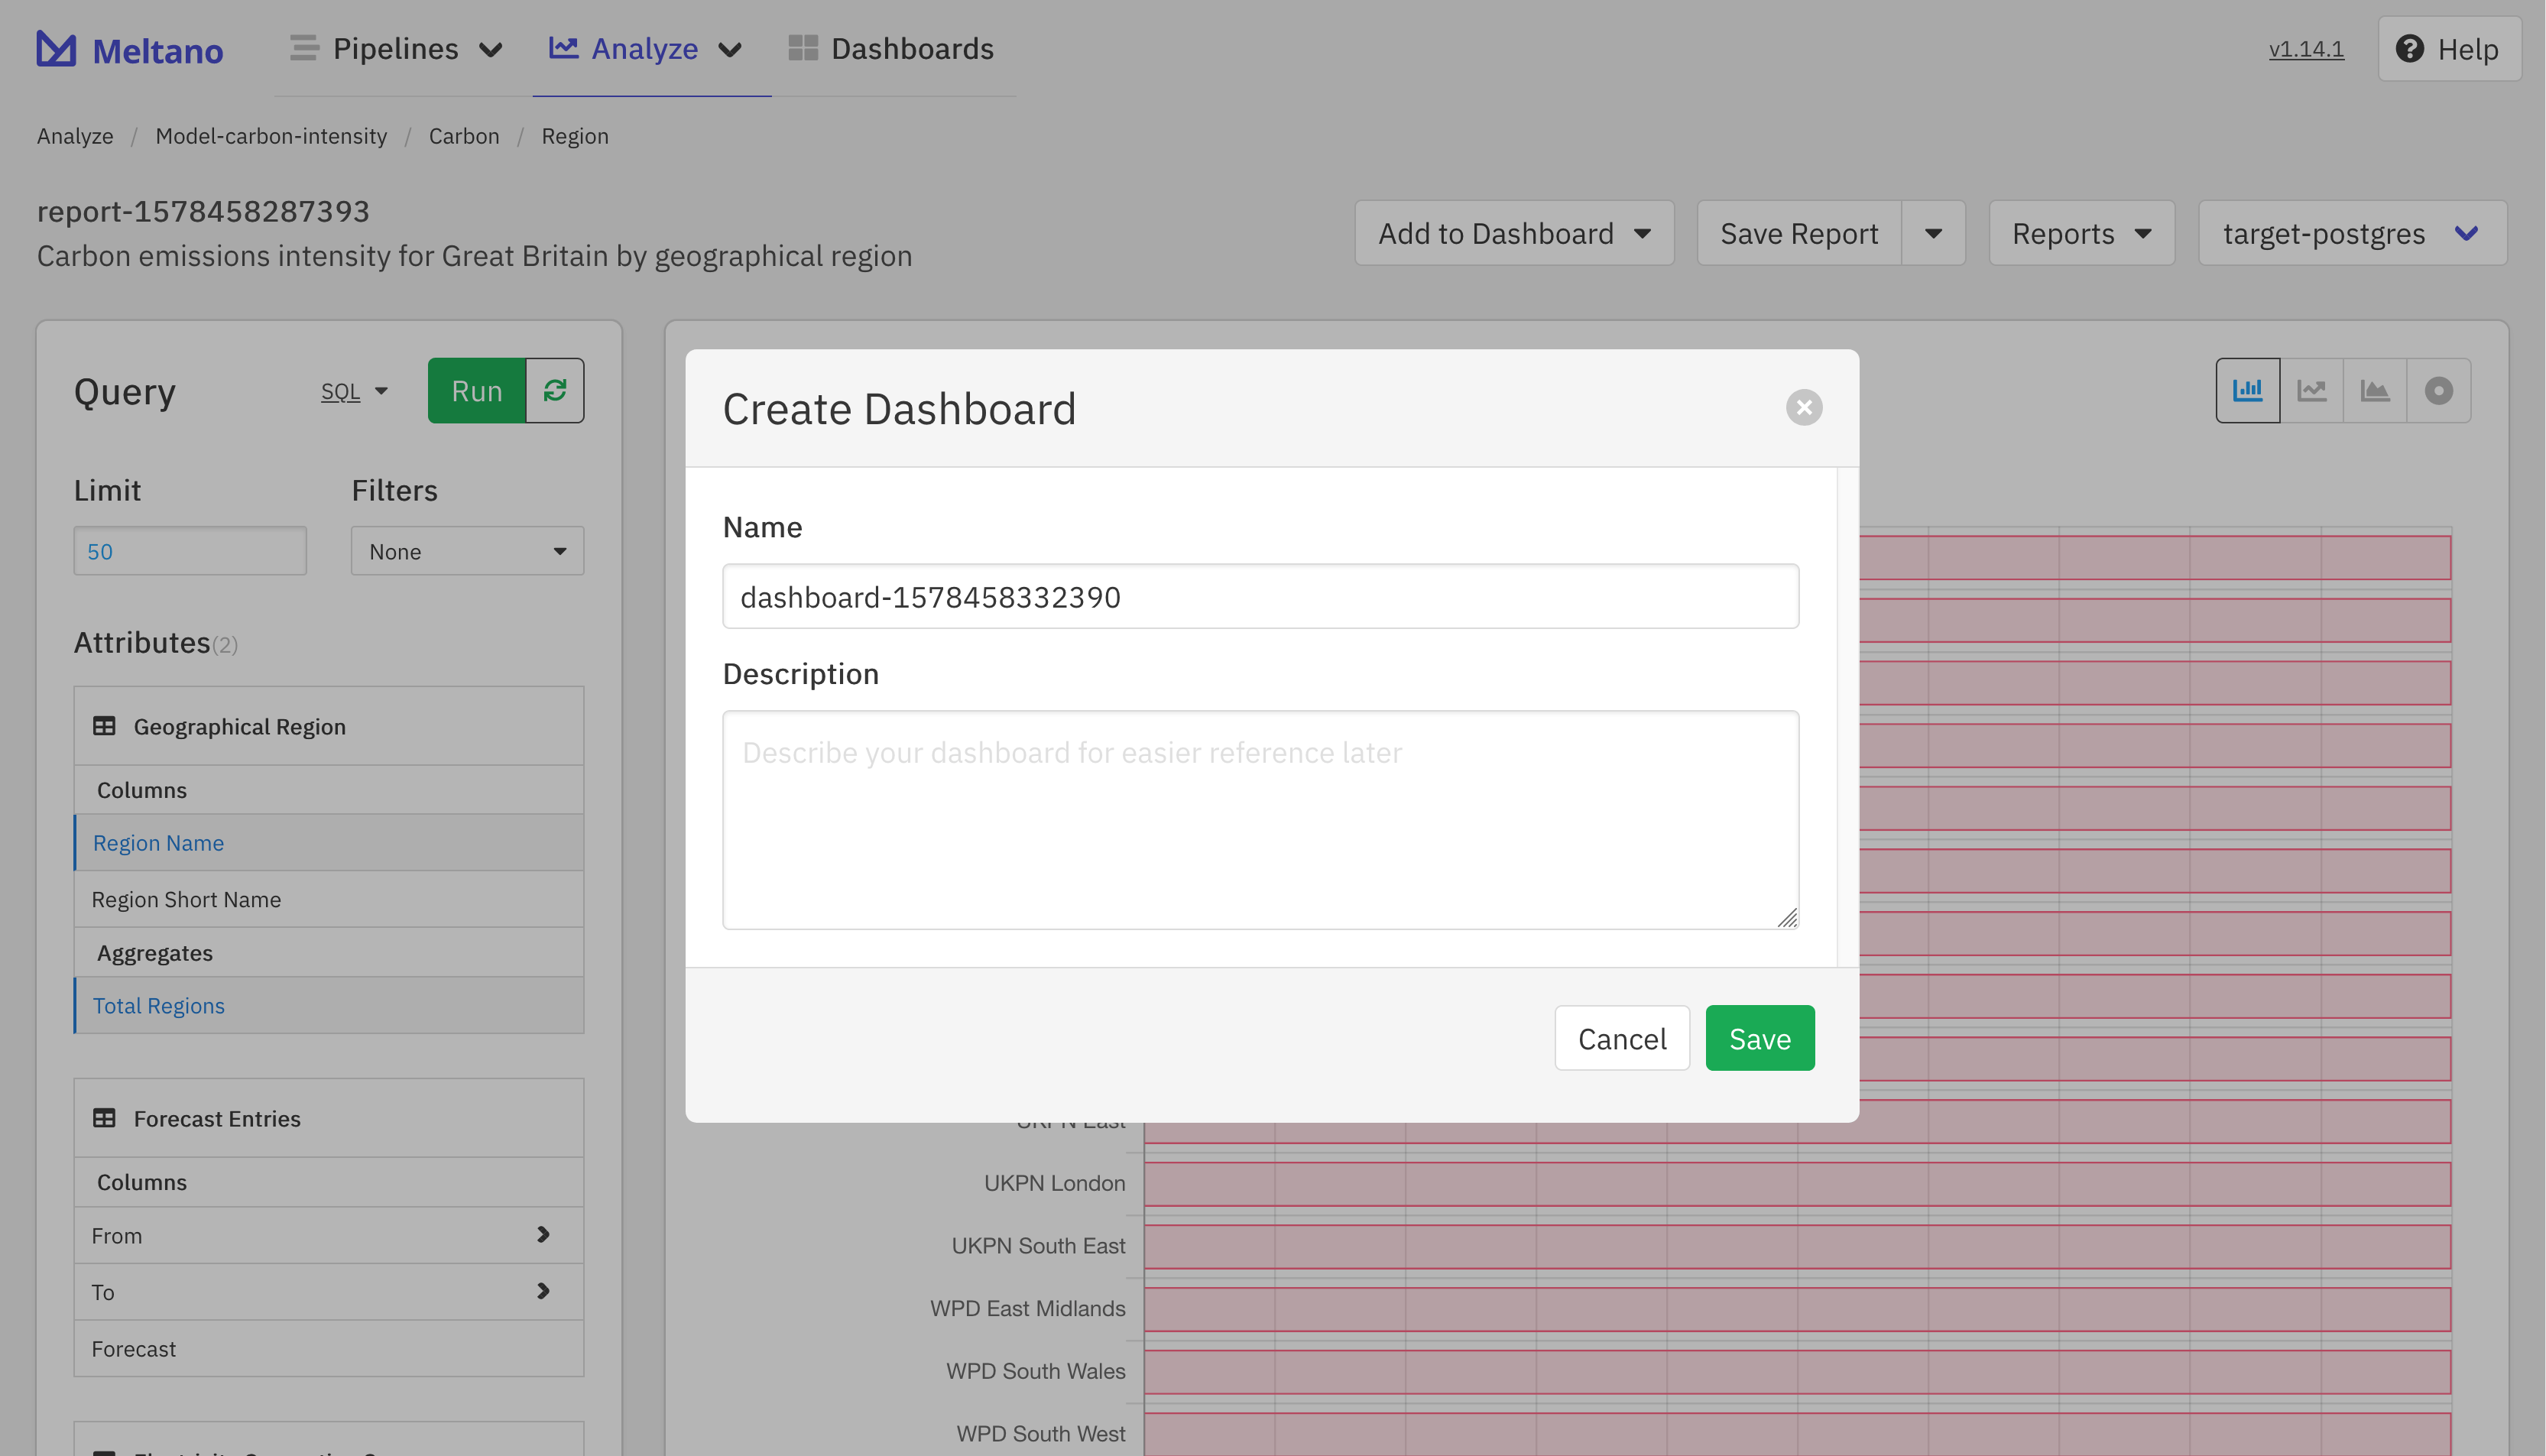 Meltano
Pipelines
Analyze
Dashboards
v1.14.1
Help
Analyze / Model-carbon-intensity / Carbon / Region
report-1578458287393
Carbon emissions intensity for Great Britain by geographical region
Add to Dashboard
Save Report
Reports
target-postgres
Query
SQL
Run
Limit
Filters
50
None
Attributes(2)
Geographical Region
Columns
Region Name
Region Short Name
Aggregates
Total Regions
Forecast Entries
Columns
From
To
Forecast
Create Dashboard
Name
dashboard-1578458332390
Description
Describe your dashboard for easier reference later
Cancel
Save
UKPN East
UKPN London
UKPN South East
WPD East Midlands
WPD South Wales
WPD South West